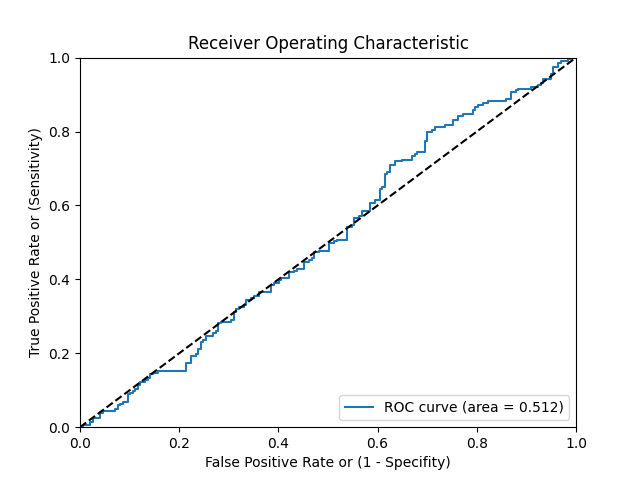 Receiver Operating Characteristic
True Positive Rate or (Sensitivity)
1.0
0.8
0.6
0.4
0.2
0.0
ROC curve (area = 0.512)
0.0 0.2 0.4 0.6 0.8 1.0
False Positive Rate or (1 - Specifity)